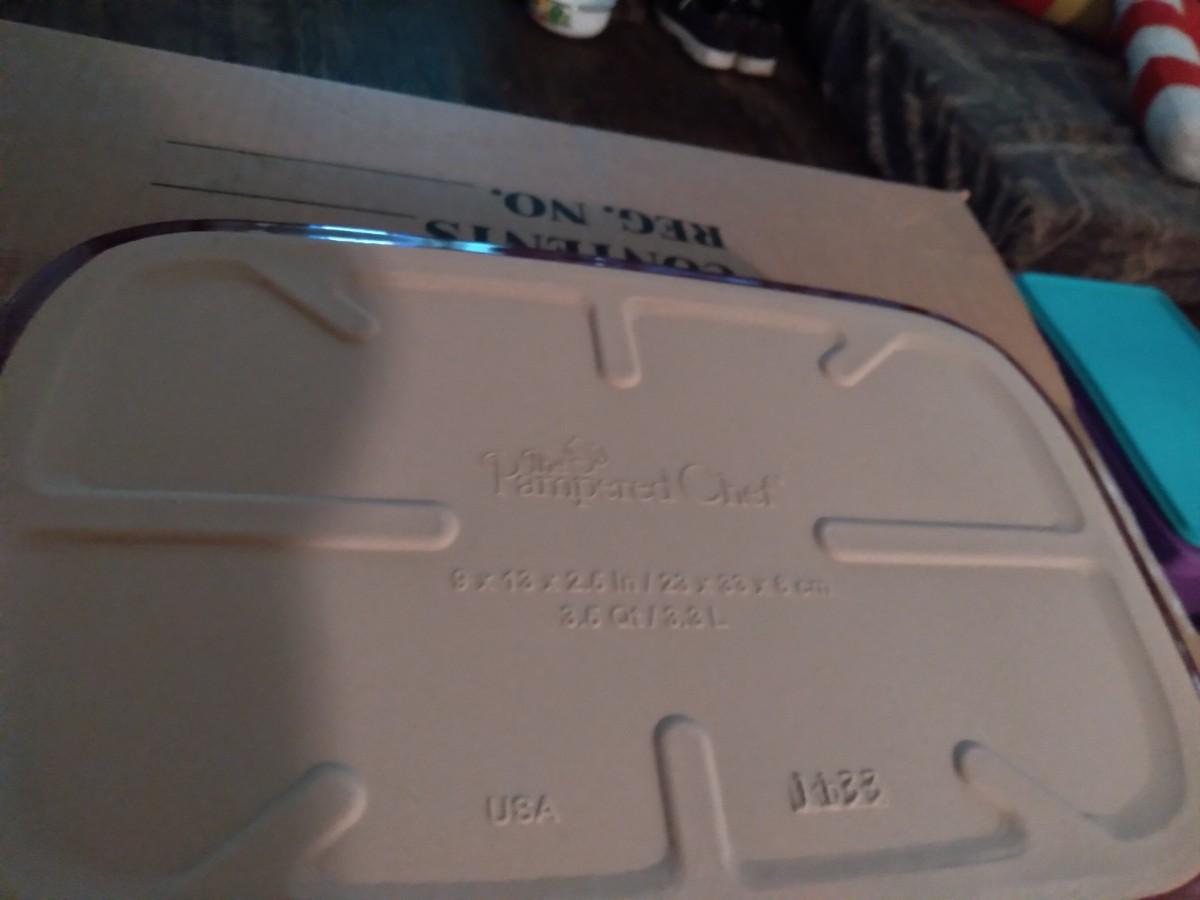 REG. NO.
CONTENTS
The
Pampered Chef
9 x 13 x 2.5 in / 23 x 33 x 6 cm
3.5 Qt / 3.3 L
USA